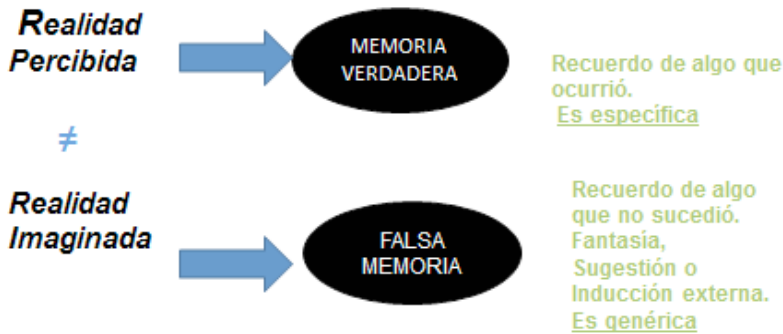 Realidad
Percibida
MEMORIA
VERDADERA
Recuerdo de algo que
ocurrió.
Es específica
≠
Realidad
Imaginada
FALSA
MEMORIA
Recuerdo de algo
que no sucedió.
Fantasía,
Sugestión o
Inducción externa.
Es genérica